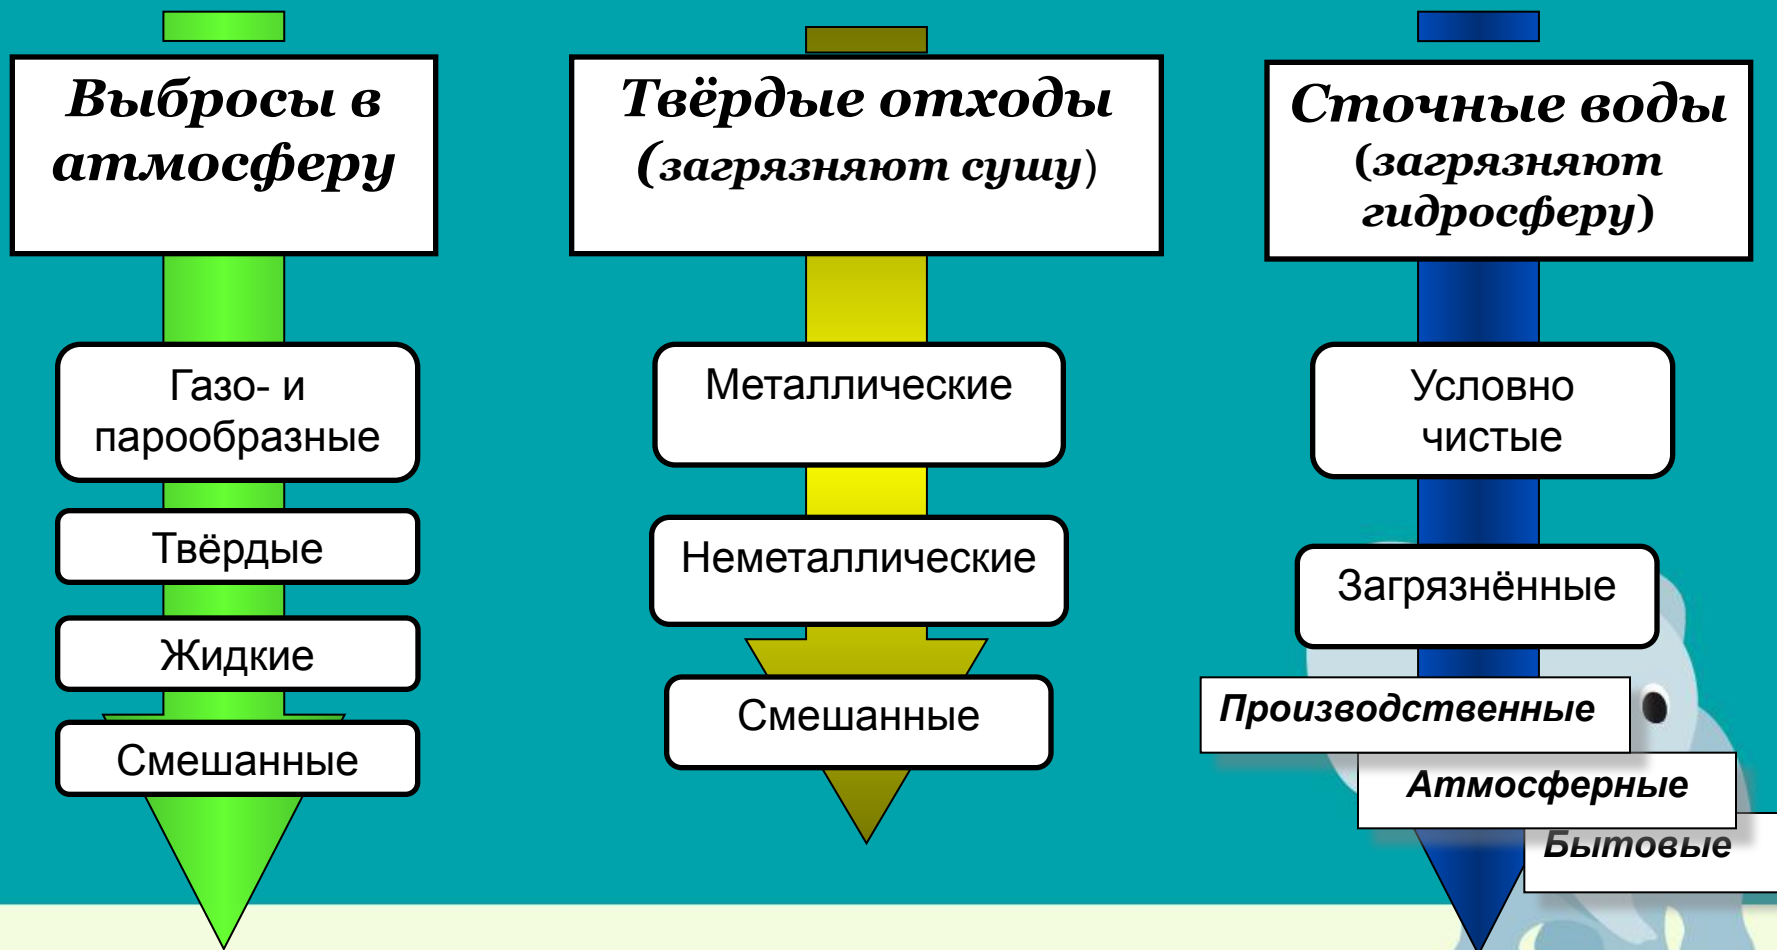 Выбросы в
атмосферу
Газо- и
парообразные
Твёрдые
Жидкие
Смешанные
Твёрдые отходы
(загрязняют сушу)
Металлические
Неметаллические
Смешанные
Сточные воды
(загрязняют
гидросферу)
Условно
чистые
Загрязнённые
Производственные
Атмосферные
Бытовые